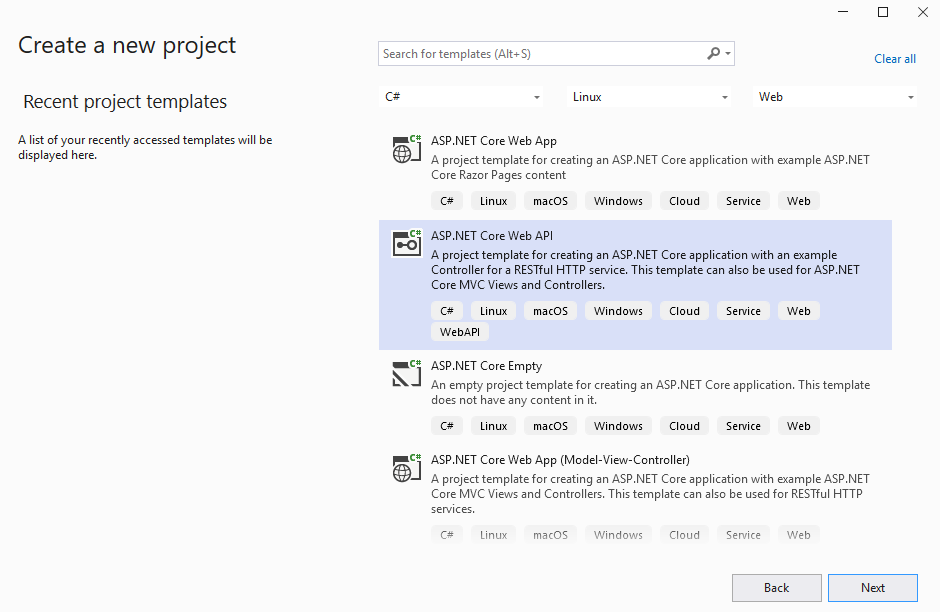 Create a new project
Recent project templates
A list of your recently accessed templates will be
displayed here.
Search for templates (Alt+S)
Clear all
C# Linux Web
C#
ASP.NET Core Web App
A project template for creating an ASP.NET Core application with example ASP.NET
Core Razor Pages content
C# Linux macOS Windows Cloud Service Web
C#
ASP.NET Core Web API
A project template for creating an ASP.NET Core application with an example
Controller for a RESTful HTTP service. This template can also be used for ASP.NET
Core MVC Views and Controllers.
C# Linux macOS Windows Cloud Service Web
WebAPI
C#
ASP.NET Core Empty
An empty project template for creating an ASP.NET Core application. This template
does not have any content in it.
C# Linux macOS Windows Cloud Service Web
C#
ASP.NET Core Web App (Model-View-Controller)
A project template for creating an ASP.NET Core application with example ASP.NET
Core MVC Views and Controllers. This template can also be used for RESTful HTTP
services.
C# Linux macOS Windows Cloud Service Web
Back Next